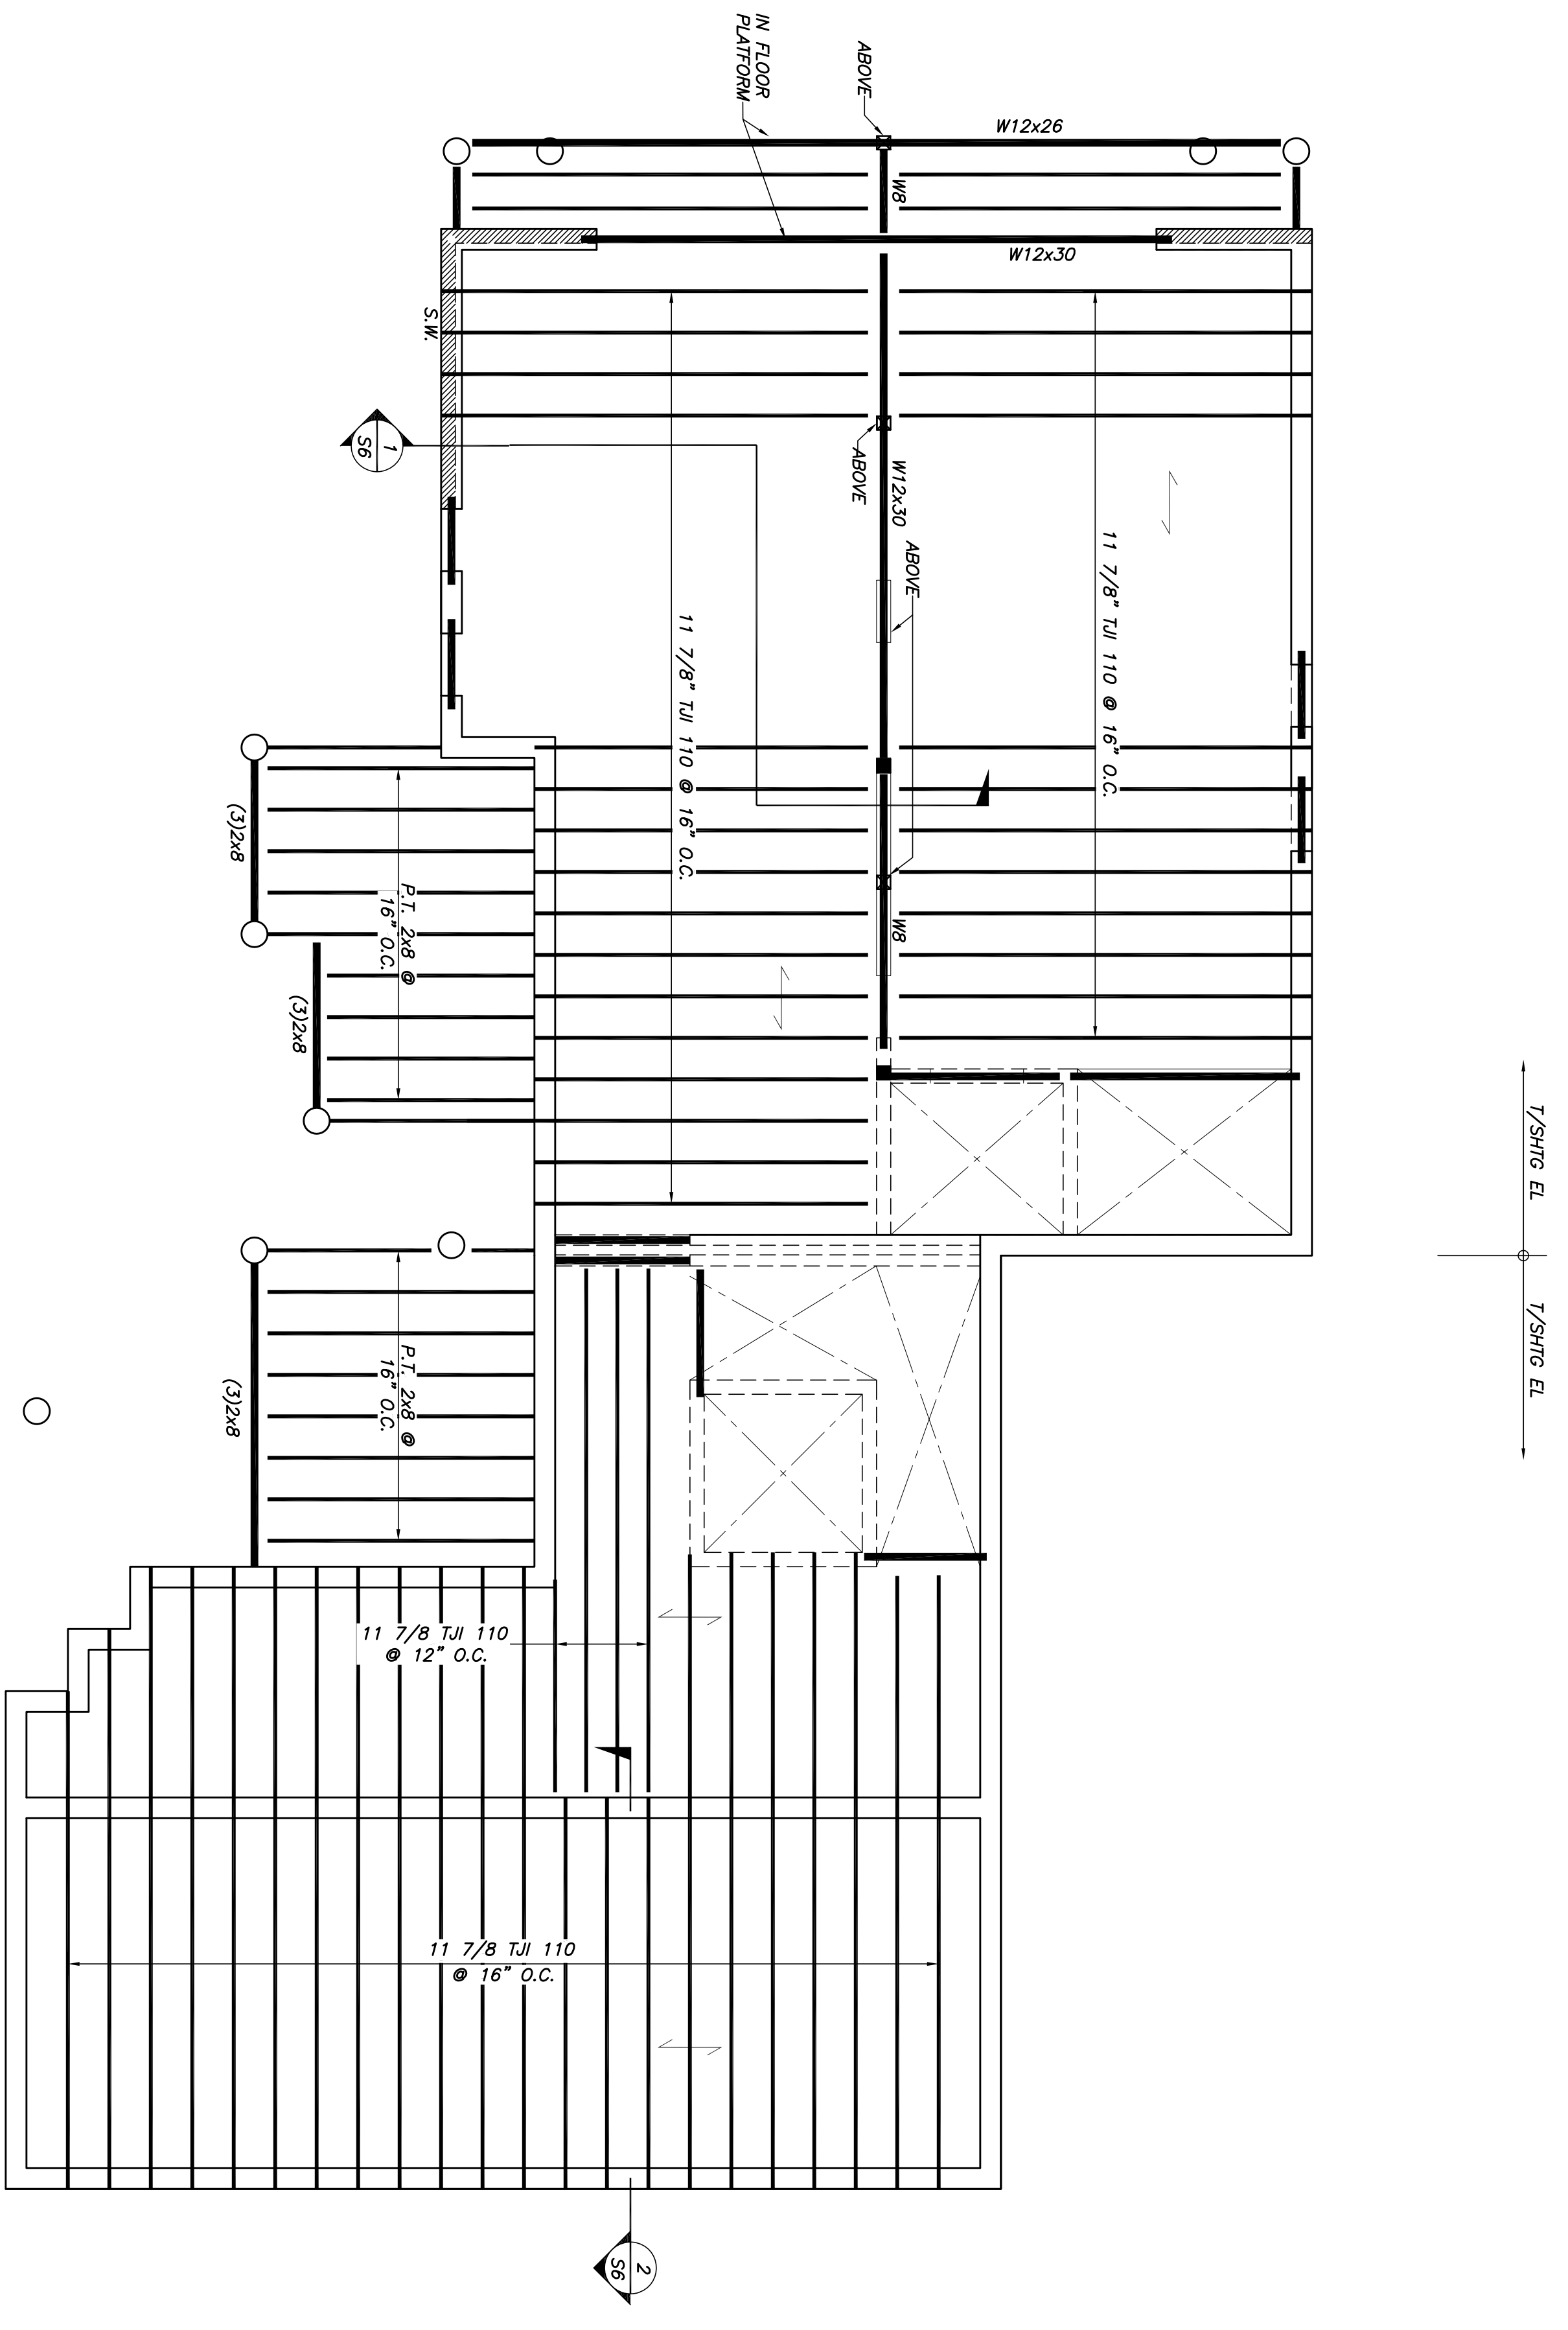 IN FLOOR
PLATFORM
ABOVE
W12x26
W8
W12x30
S.W.
1
S6
ABOVE
W12x30
ABOVE
11 7/8" TJI 110 @ 16" O.C.
11 7/8" TJI 110 @ 16" O.C.
(3)2x8
P.T. 2x8 @
16" O.C.
W8
(3)2x8
T/SHTG EL
T/SHTG EL
(3)2x8
P.T. 2x8 @
16" O.C.
11 7/8 TJI 110
@ 12" O.C.
11 7/8 TJI 110
@ 16" O.C.
2
S6